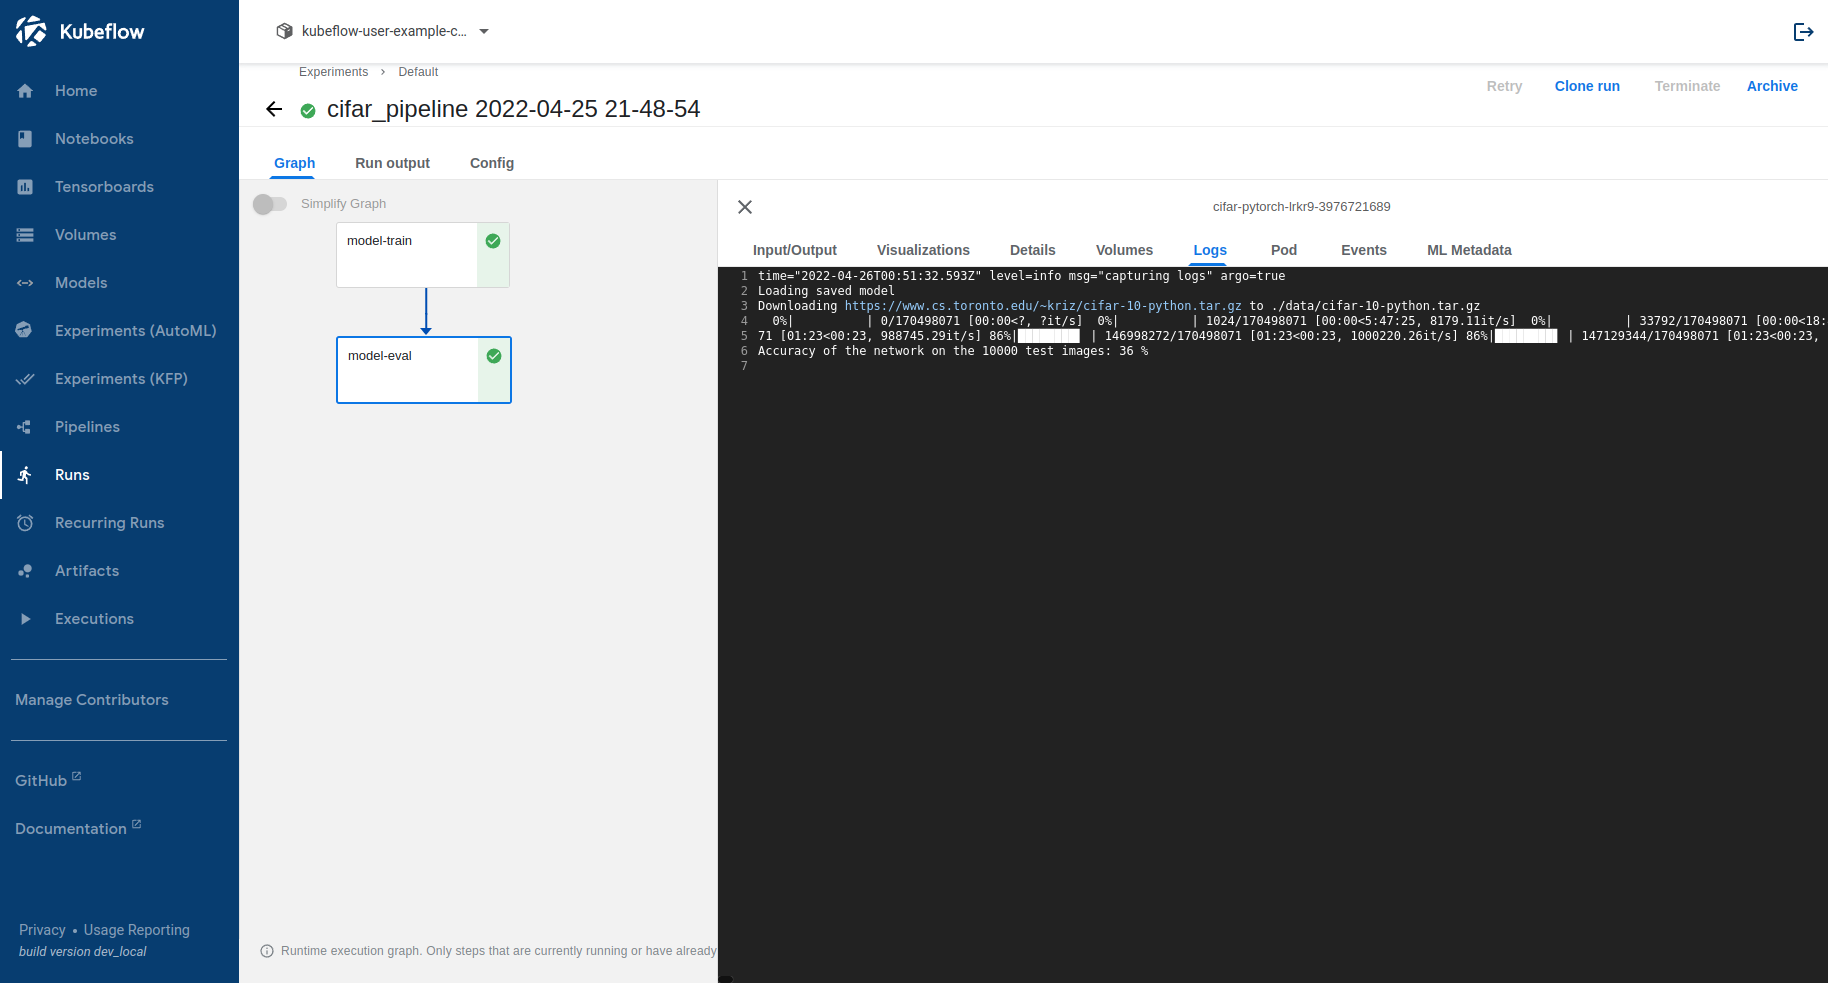 Kubeflow
Home
Notebooks
Tensorboards
Volumes
Models
Experiments (AutoML)
Experiments (KFP)
Pipelines
Runs
Recurring Runs
Artifacts
Executions
Manage Contributors
GitHub
Documentation
Privacy • Usage Reporting
build version dev_local
kubeflow-user-example-c...
Experiments > Default
cifar_pipeline 2022-04-25 21-48-54
Retry Clone run Terminate Archive
Graph Run output Config
Simplify Graph
model-train
model-eval
Runtime execution graph. Only steps that are currently running or have already
cifar-pytorch-lrkr9-3976721689
Input/Output Visualizations Details Volumes Logs Pod Events ML Metadata
1 time="2022-04-26T00:51:32.593Z" level=info msg="capturing logs" argo=true
2 Loading saved model
3 Downloading https://www.cs.toronto.edu/~kriz/cifar-10-python.tar.gz to ./data/cifar-10-python.tar.gz
4 0%| | 0/170498071 [00:00<?, ?it/s] 0%| | 1024/170498071 [00:00<5:47:25, 8179.11it/s] 0%| | 33792/170498071 [00:00<18:
5 71 [01:23<00:23, 988745.29it/s] 86%|████████▌ | 146998272/170498071 [01:23<00:23, 1000220.26it/s] 86%|████████▋ | 147129344/170498071 [01:23<00:23,
6 Accuracy of the network on the 10000 test images: 36 %
7